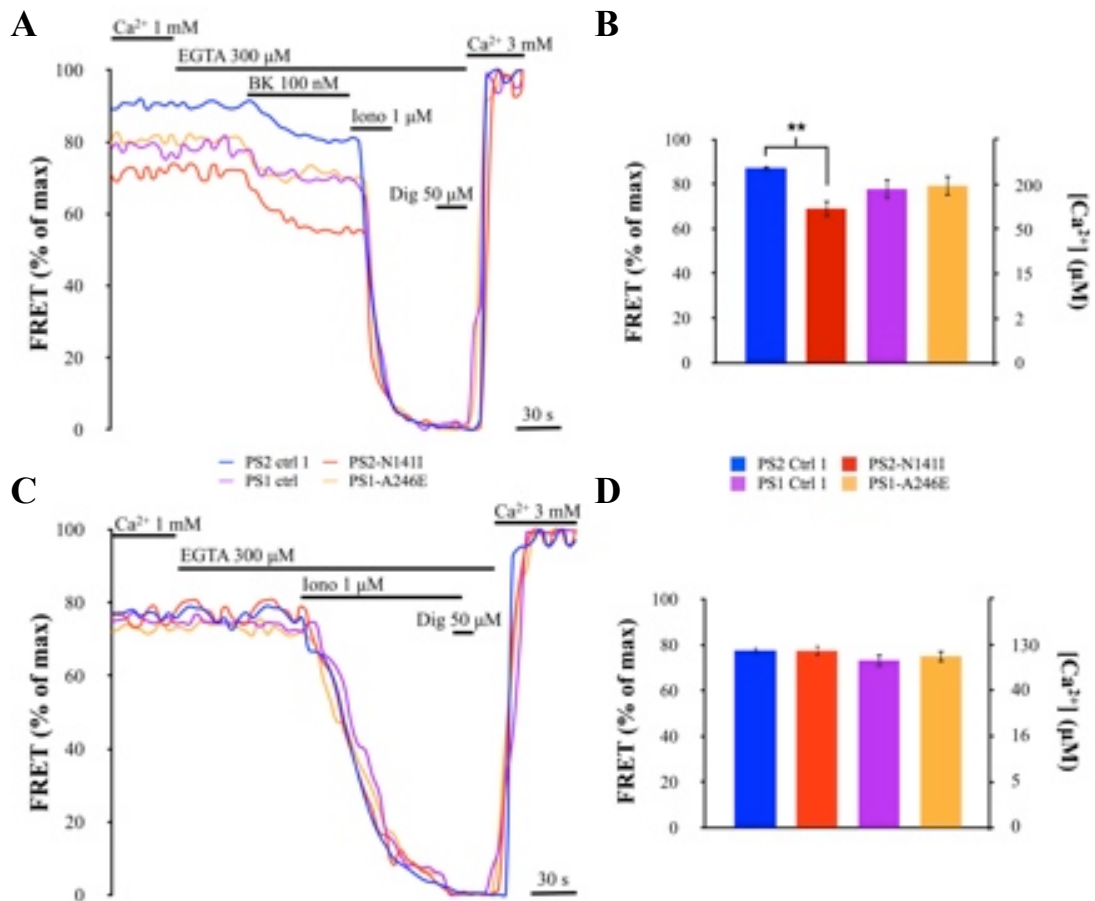 A
Ca²⁺ 1 mM
Ca²⁺ 3 mM
EGTA 300 μM
BK 100 nM
Iono 1 μM
Dig 50 μM
FRET (% of max)
100
80
60
40
20
0
30 s
PS2 ctrl 1
PS2-N141I
PS1 ctrl
PS1-A246E
B
**
FRET (% of max)
100
80
60
40
20
0
200
50
15
2
0
[Ca²⁺] (μM)
PS2 Ctrl 1
PS2-N141I
PS1 Ctrl 1
PS1-A246E
C
Ca²⁺ 1 mM
Ca²⁺ 3 mM
EGTA 300 μM
Iono 1 μM
Dig 50 μM
FRET (% of max)
100
80
60
40
20
0
30 s
D
FRET (% of max)
100
80
60
40
20
0
130
40
16
5
0
[Ca²⁺] (μM)